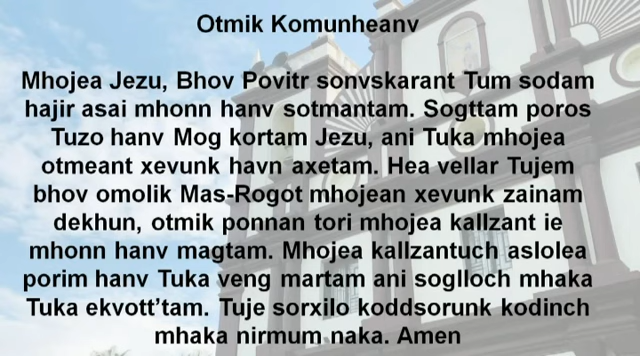 Otmik Komunheanv
Mhojea Jezu, Bhov Povitr sonvskarant Tum sodam
hajir asai mhonn hanv sotmantam. Sogttam poros
Tuzo hanv Mog kortam Jezu, ani Tuka mhojea
otmeant xevunk havn axetam. Hea vellar Tujem
bhov omolik Mas-Rogot mhojean xevunk zainam
dekhun, otmik ponnan tori mhojea kallzant ie
mhonn hanv magtam. Mhojea kallzantuch aslolea
porim hanv Tuka veng martam ani soglloch mhaka
Tuka ekvott’tam. Tuje sorxilo koddsorunk kodinch
mhaka nirmum naka. Amen